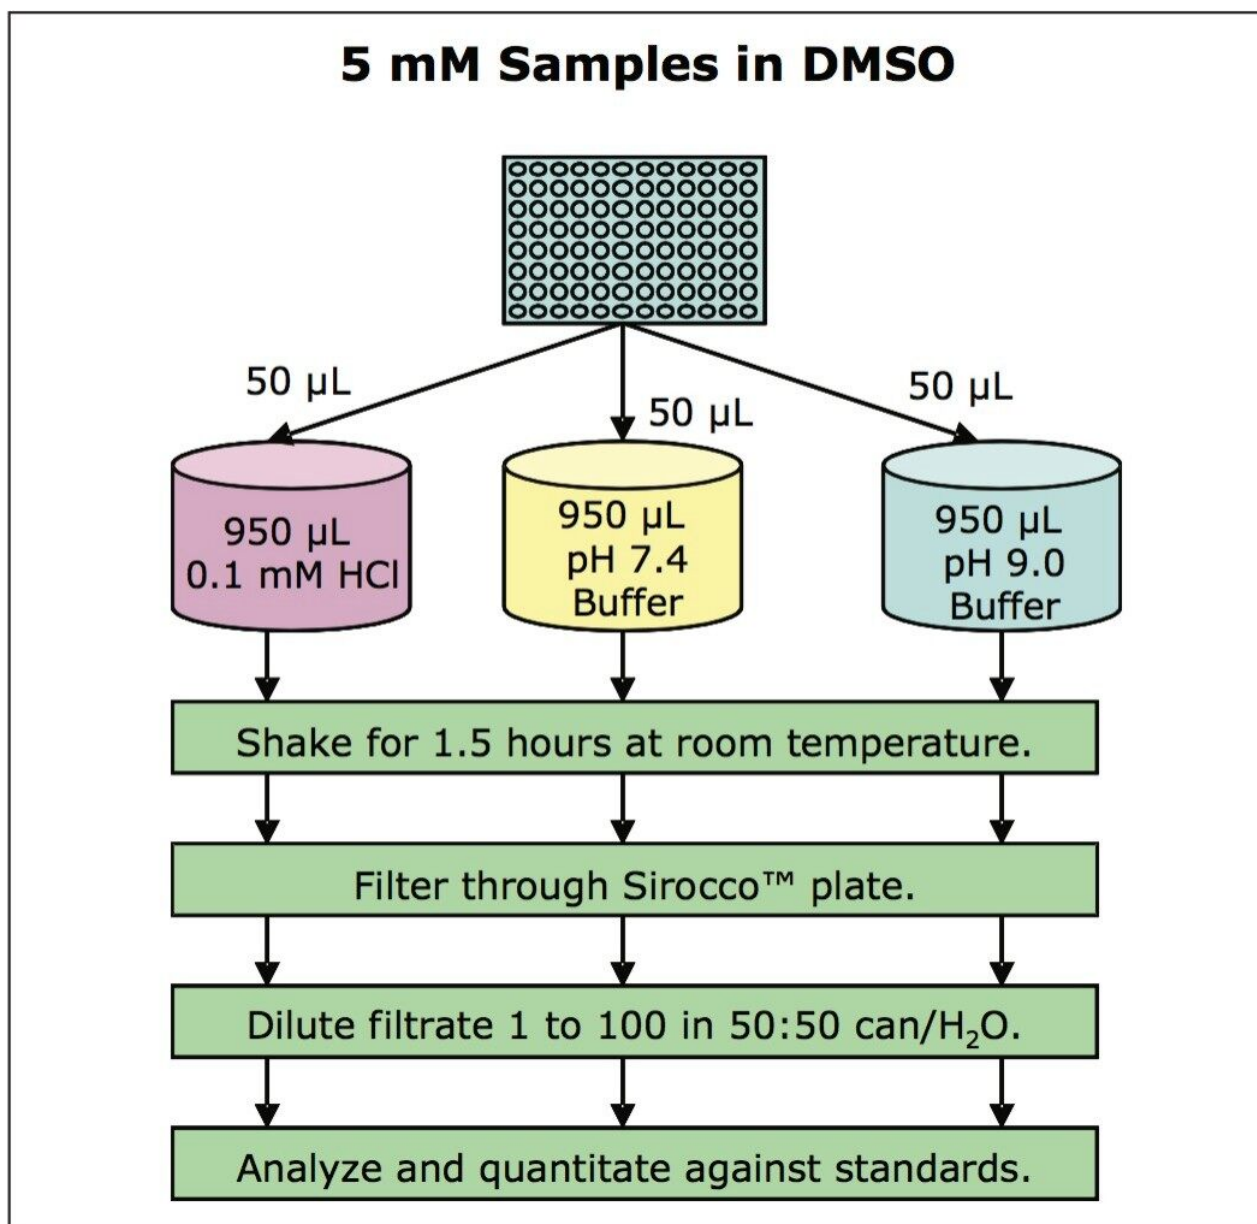 5 mM Samples in DMSO
50 µL
50 µL
50 µL
950 µL
0.1 mM HCl
950 µL
pH 7.4
Buffer
950 µL
pH 9.0
Buffer
Shake for 1.5 hours at room temperature.
Filter through Sirocco™ plate.
Dilute filtrate 1 to 100 in 50:50 can/H₂O.
Analyze and quantitate against standards.